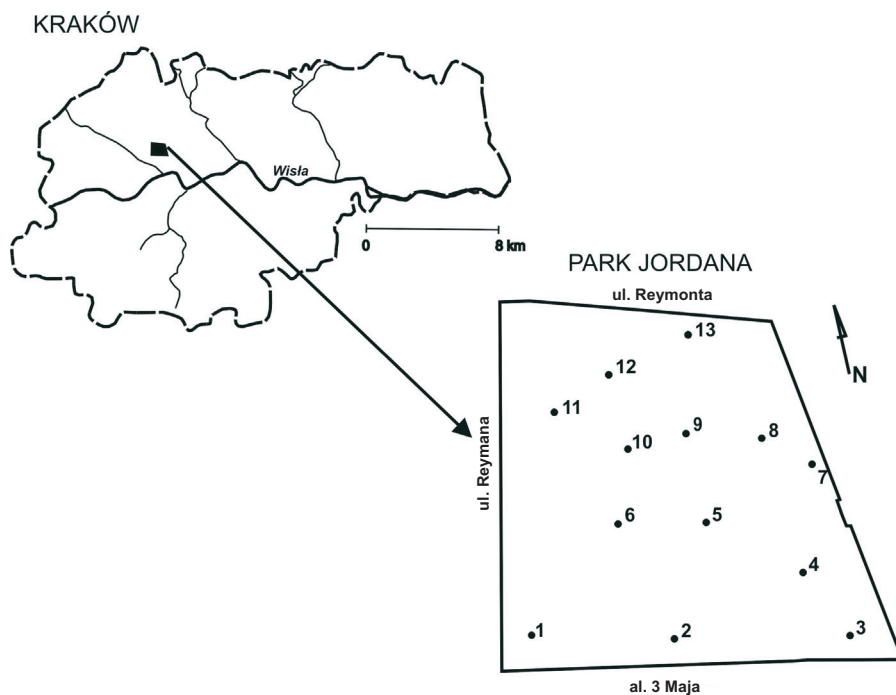 KRAKÓW
Wisła
0 8 km
PARK JORDANA
ul. Reymonta
13
12
11
9
8
10
7
N
ul. Reymana
6
5
4
1
2
3
al. 3 Maja